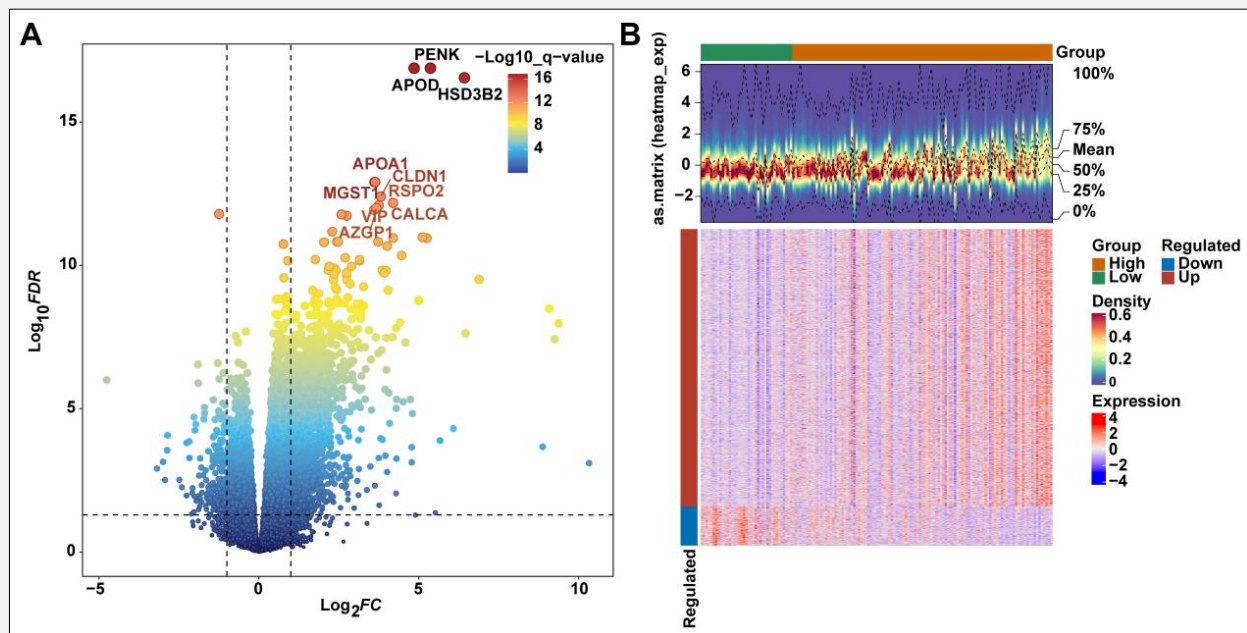 A
PENK
APOD
HSD3B2
−Log10_q−value
16
12
8
4
APOA1
CLDN1
MGST1
RSPO2
VIP
CALCA
AZGP1
15
10
5
0
Log10FDR
−5
0
5
10
Log2FC
B
Group
as.matrix (heatmap_exp)
6
4
2
0
−2
100%
75%
Mean
50%
25%
0%
Group
High
Low
Regulated
Down
Up
Density
0.6
0.4
0.2
0
Expression
4
2
0
−2
−4
Regulated